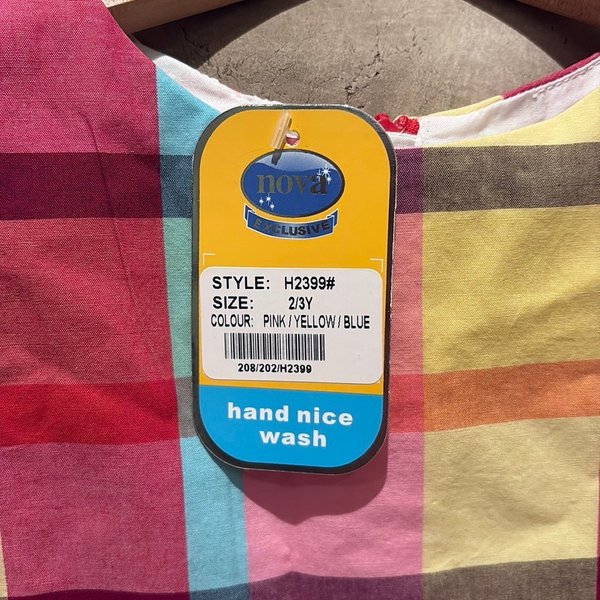 nova
EXCLUSIVE
STYLE: H2399#
SIZE: 2/3Y
COLOUR: PINK / YELLOW / BLUE
208/202/H2399
hand nice
wash